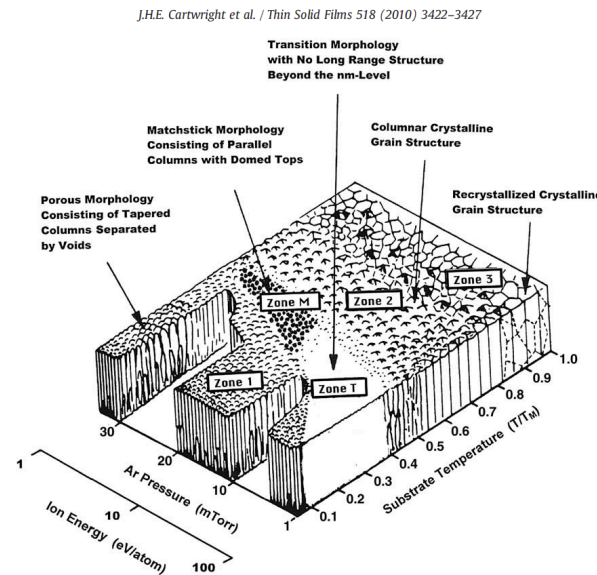 J.H.E. Cartwright et al. / Thin Solid Films 518 (2010) 3422–3427
Transition Morphology
with No Long Range Structure
Beyond the nm-Level
Matchstick Morphology
Consisting of Parallel
Columns with Domed Tops
Columnar Crystalline
Grain Structure
Porous Morphology
Consisting of Tapered
Columns Separated
by Voids
Recrystallized Crystalline
Grain Structure
Zone 3
Zone M
Zone 2
Zone 1
Zone T
30
20
10
1
Ar Pressure (mTorr)
0.1
0.2
0.3
0.4
0.5
0.6
0.7
0.8
0.9
1.0
Substrate Temperature (T/TM)
1
10
100
Ion Energy (eV/atom)